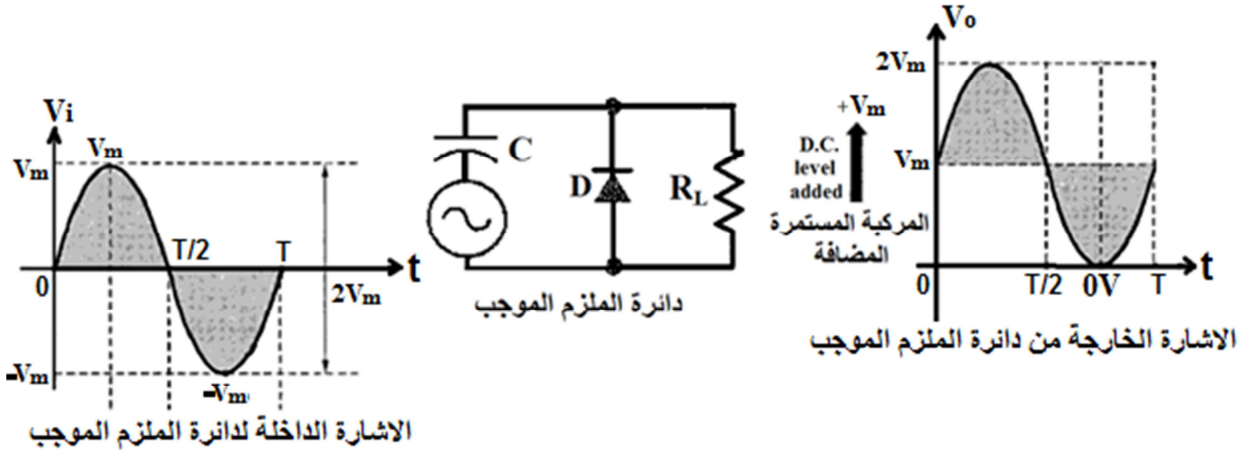 Vi
Vm
Vm
T/2
T
t
0
2Vm
-Vm
-Vm
الاشارة الداخلة لدائرة الملزم الموجب
C
D
RL
دائرة الملزم الموجب
Vo
2Vm
+Vm
D.C.
level
added
Vm
المركبة المستمرة
المضافة
0
T/2
0V
T
t
الاشارة الخارجة من دائرة الملزم الموجب